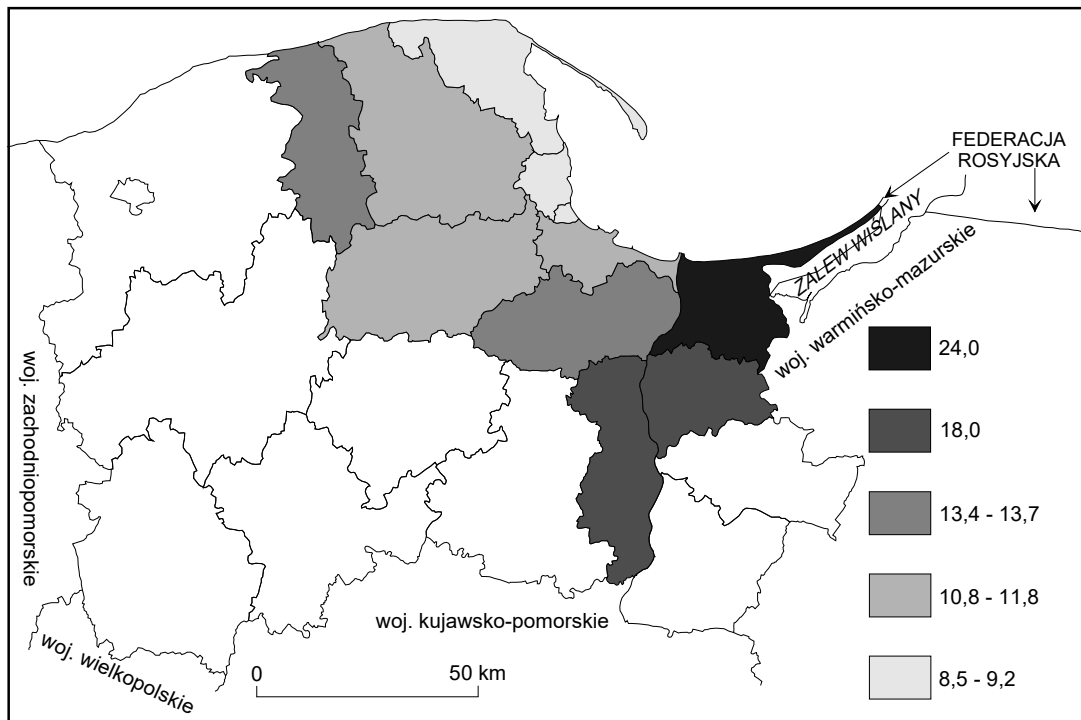 FEDERACJA
ROSYJSKA
ZALEW WIŚLANY
woj. warmińsko-mazurskie
woj. zachodniopomorskie
woj. kujawsko-pomorskie
woj. wielkopolskie
0 50 km
24,0
18,0
13,4 - 13,7
10,8 - 11,8
8,5 - 9,2